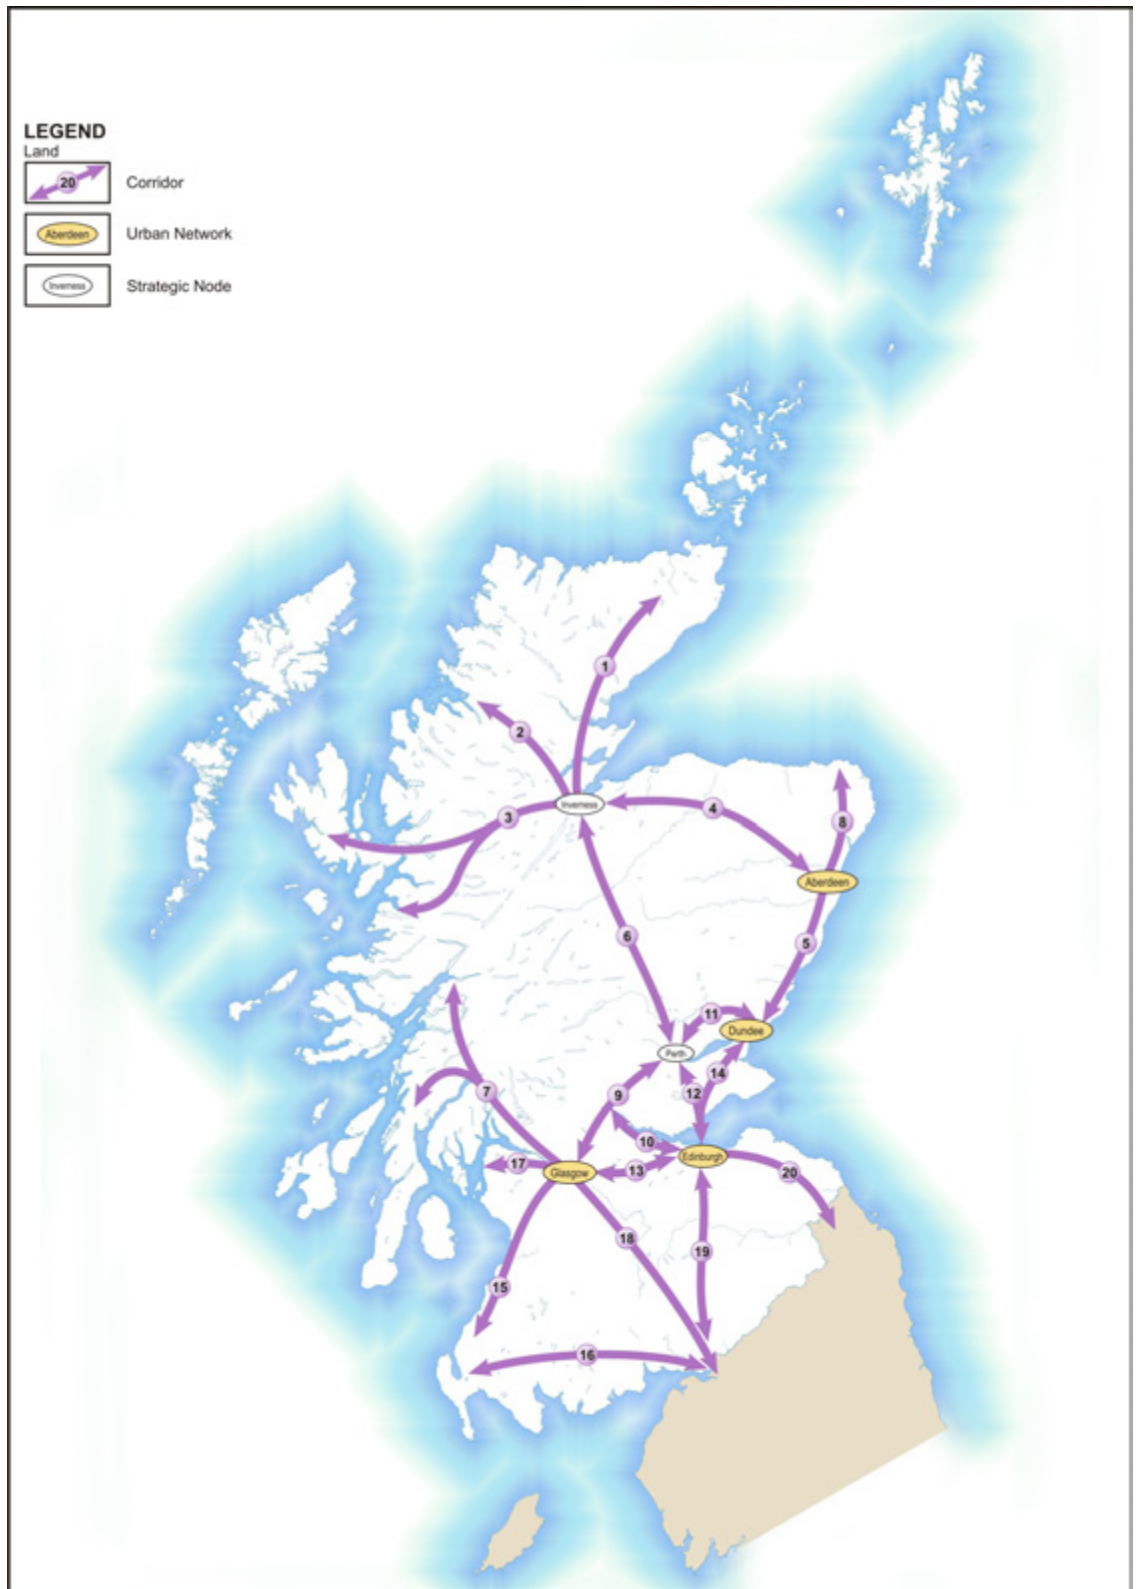 LEGEND
Land
20 Corridor
Aberdeen Urban Network
Inverness Strategic Node
1
2
Inverness
3
4
8
Aberdeen
6
5
11
Dundee
Perth
14
7
9
12
10
Edinburgh
17
Glasgow
13
20
18
19
15
16